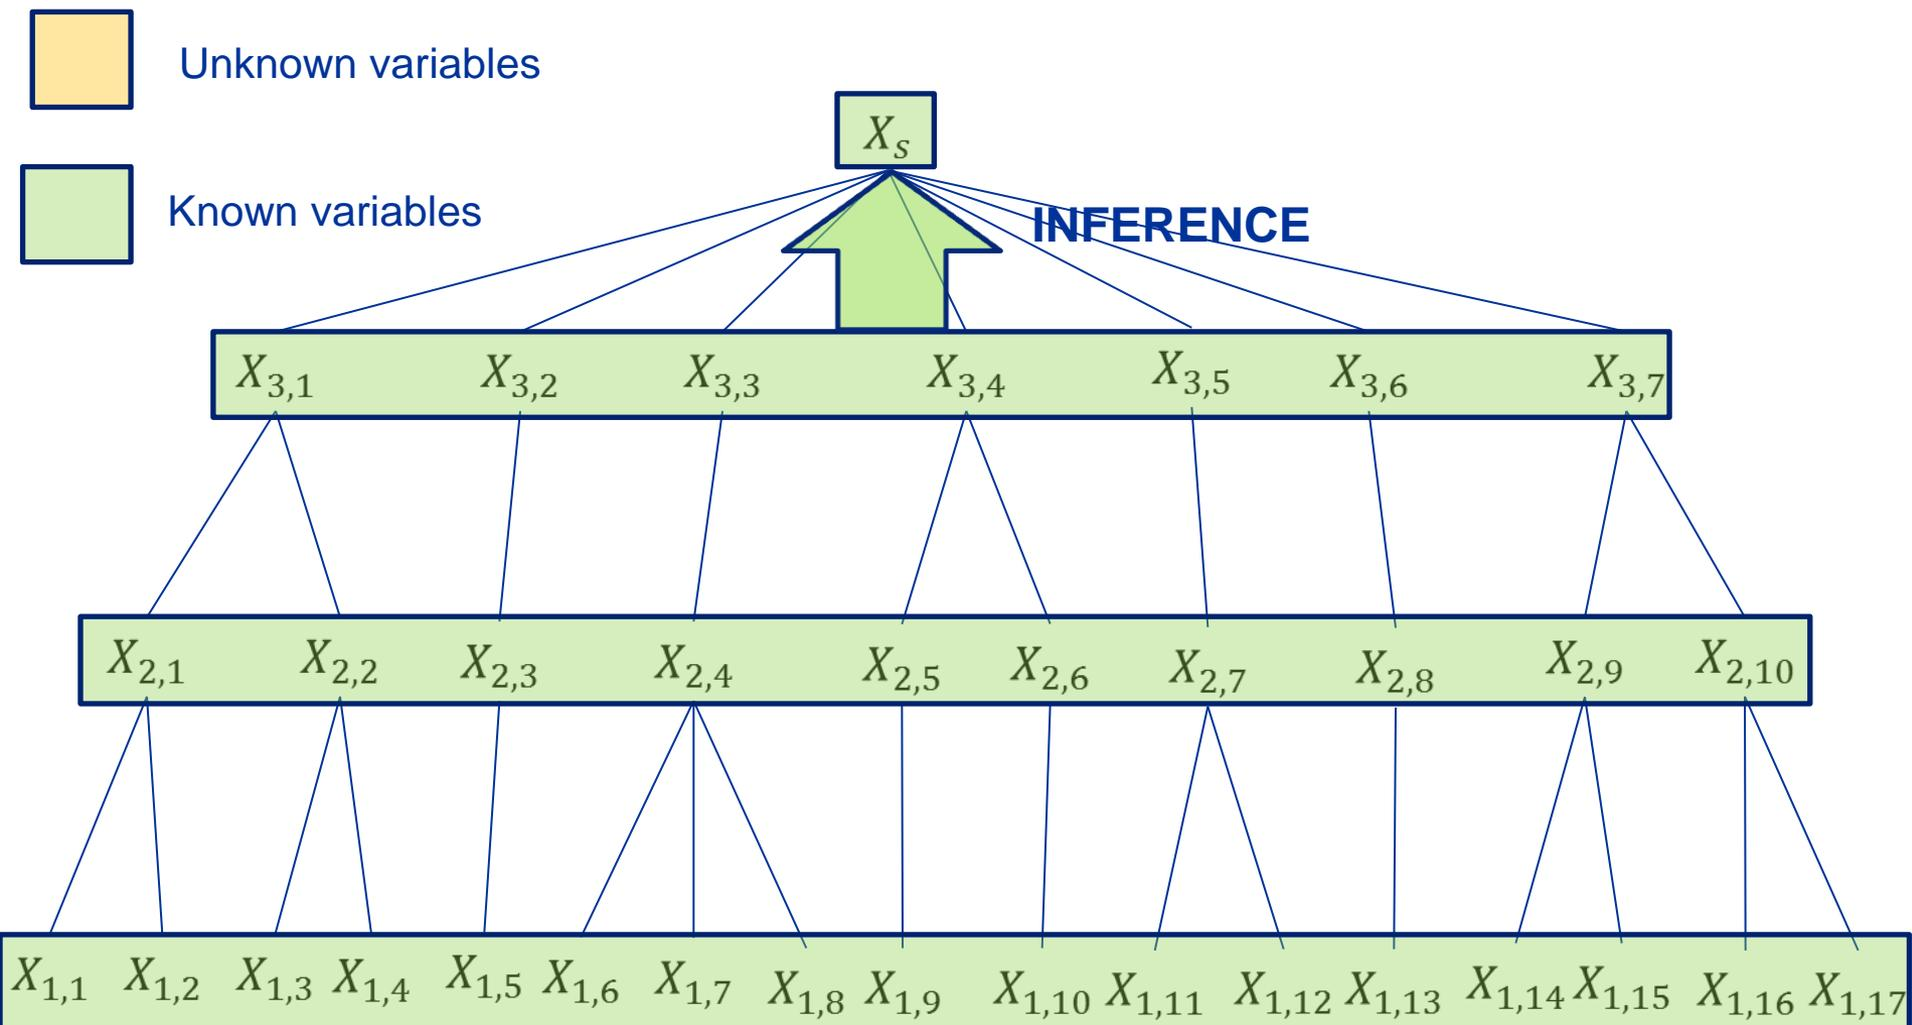 Unknown variables
X_s
Known variables
INFERENCE
X_{3,1} X_{3,2} X_{3,3} X_{3,4} X_{3,5} X_{3,6} X_{3,7}
X_{2,1} X_{2,2} X_{2,3} X_{2,4} X_{2,5} X_{2,6} X_{2,7} X_{2,8} X_{2,9} X_{2,10}
X_{1,1} X_{1,2} X_{1,3} X_{1,4} X_{1,5} X_{1,6} X_{1,7} X_{1,8} X_{1,9} X_{1,10} X_{1,11} X_{1,12} X_{1,13} X_{1,14} X_{1,15} X_{1,16} X_{1,17}